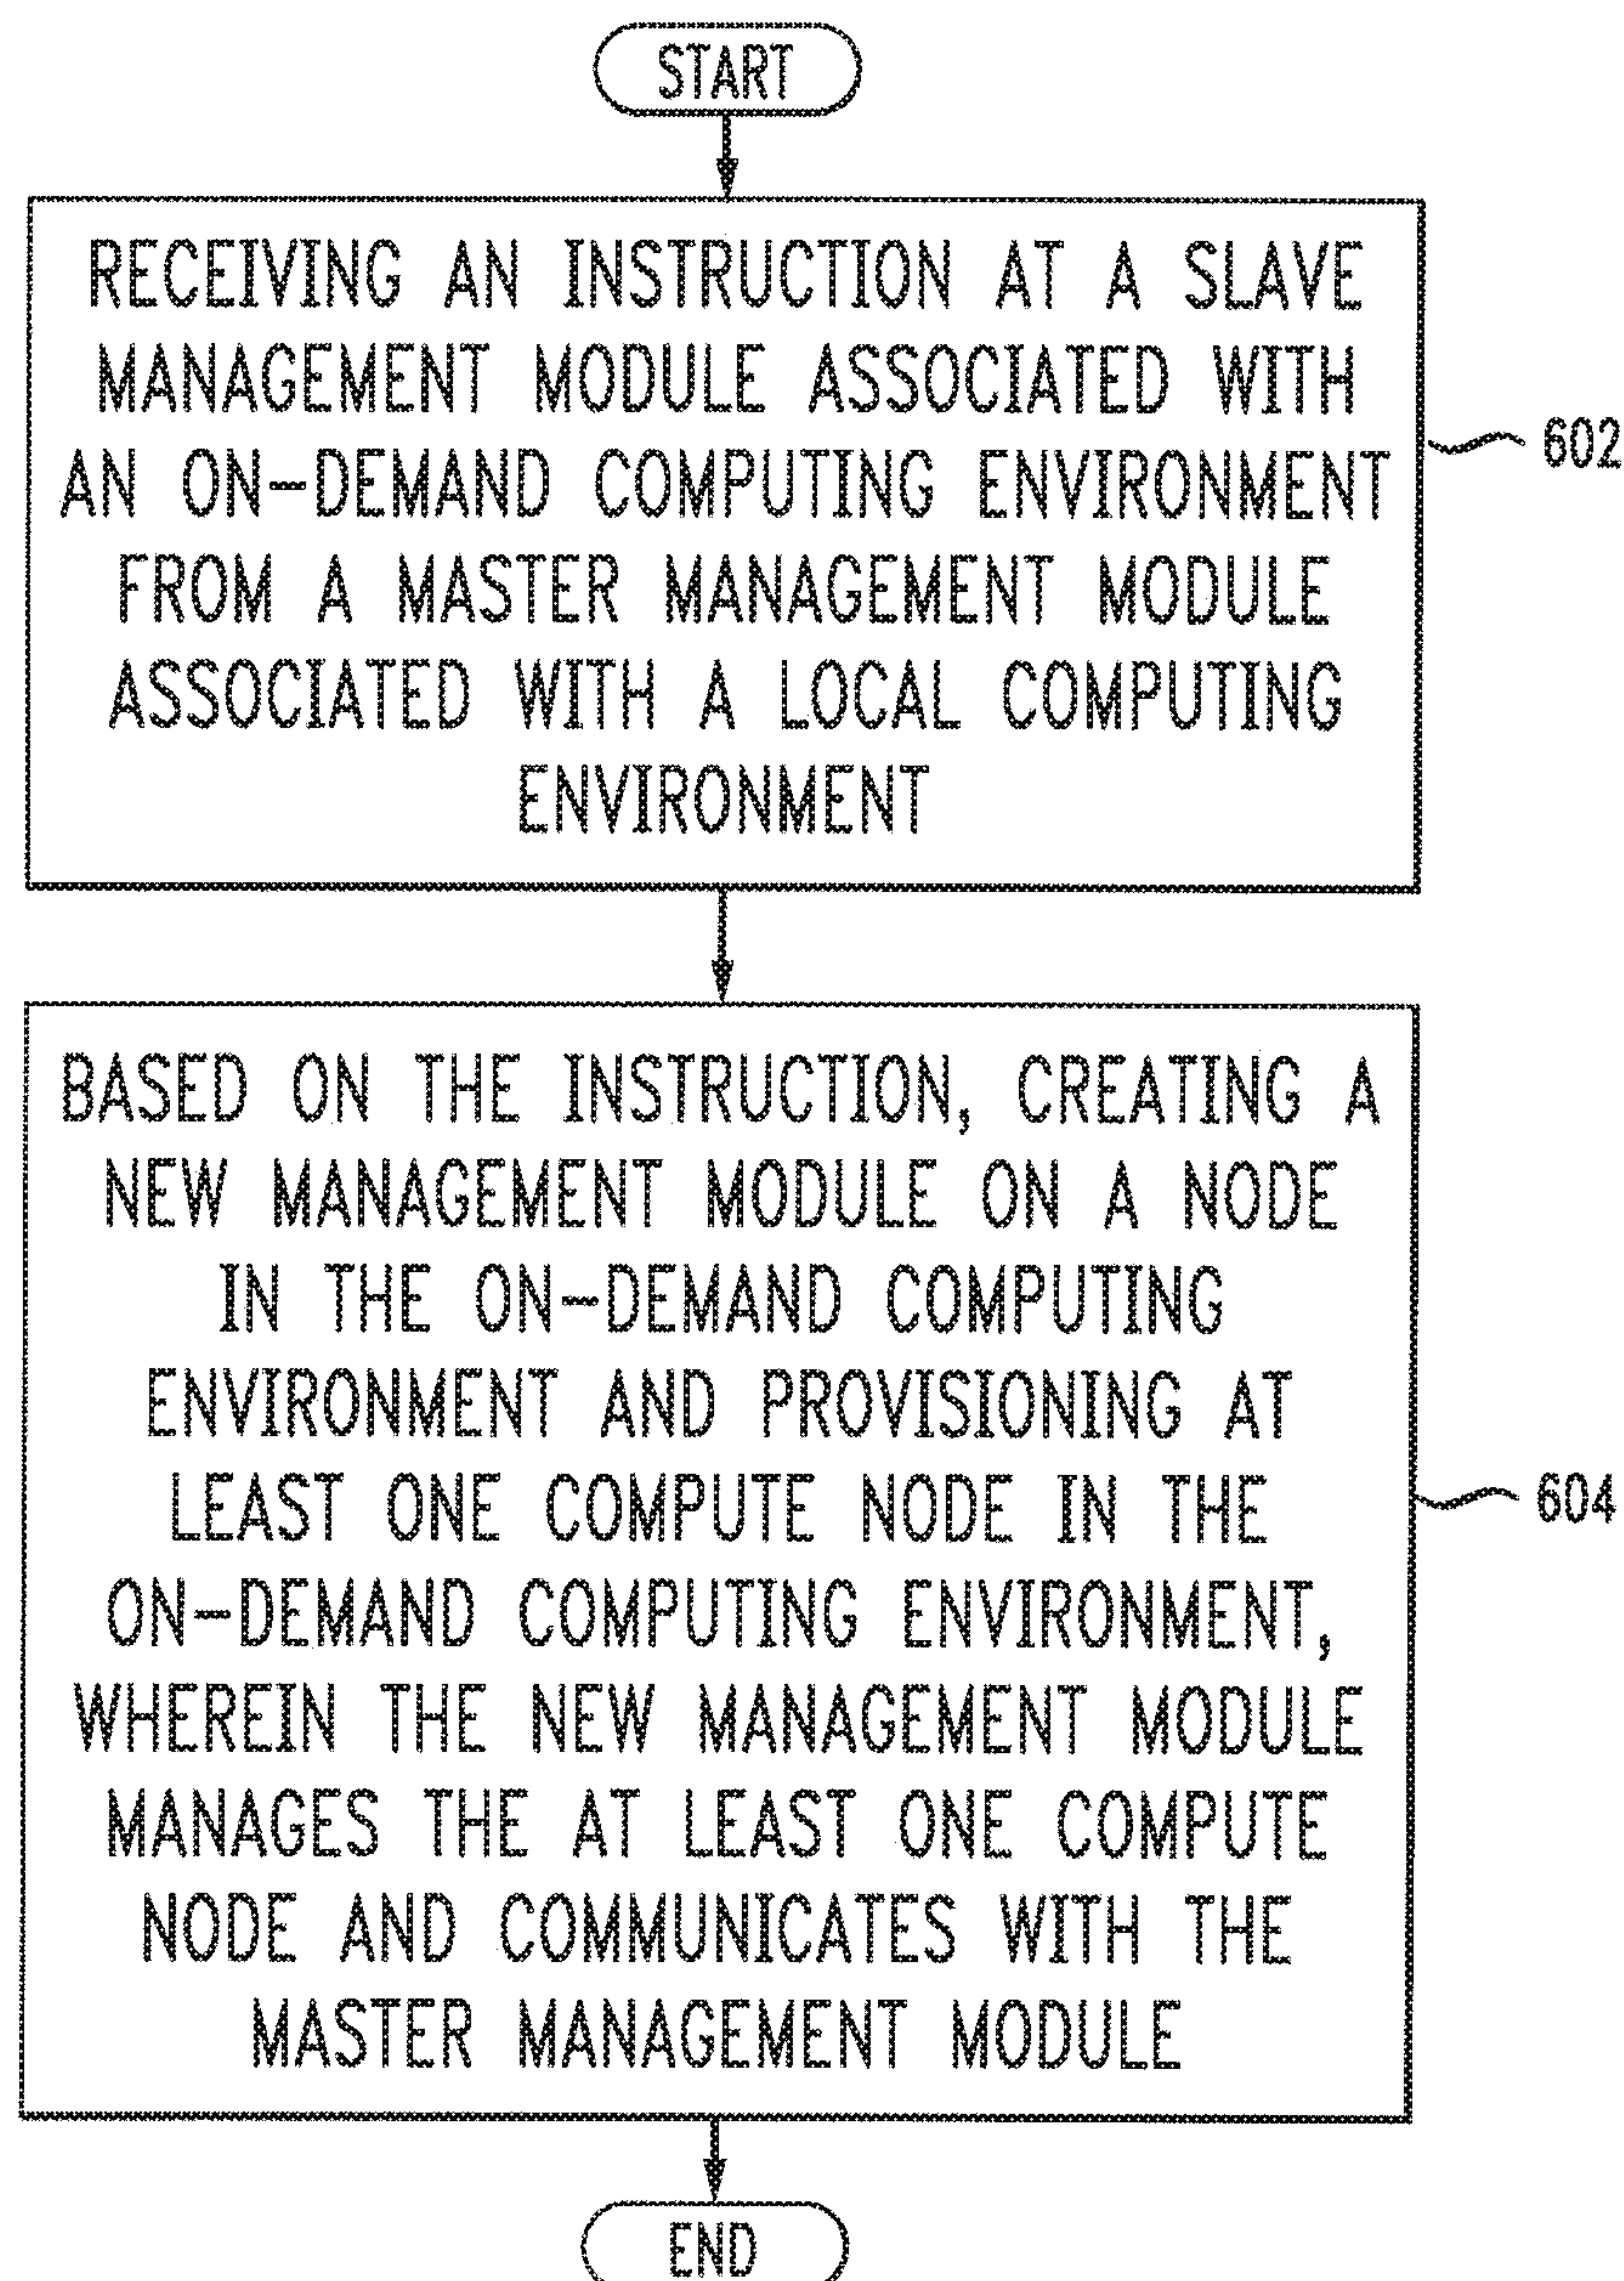 START
RECEIVING AN INSTRUCTION AT A SLAVE
MANAGEMENT MODULE ASSOCIATED WITH
AN ON-DEMAND COMPUTING ENVIRONMENT
FROM A MASTER MANAGEMENT MODULE
ASSOCIATED WITH A LOCAL COMPUTING
ENVIRONMENT
602
BASED ON THE INSTRUCTION, CREATING A
NEW MANAGEMENT MODULE ON A NODE
IN THE ON-DEMAND COMPUTING
ENVIRONMENT AND PROVISIONING AT
LEAST ONE COMPUTE NODE IN THE
ON-DEMAND COMPUTING ENVIRONMENT,
WHEREIN THE NEW MANAGEMENT MODULE
MANAGES THE AT LEAST ONE COMPUTE
NODE AND COMMUNICATES WITH THE
MASTER MANAGEMENT MODULE
604
END